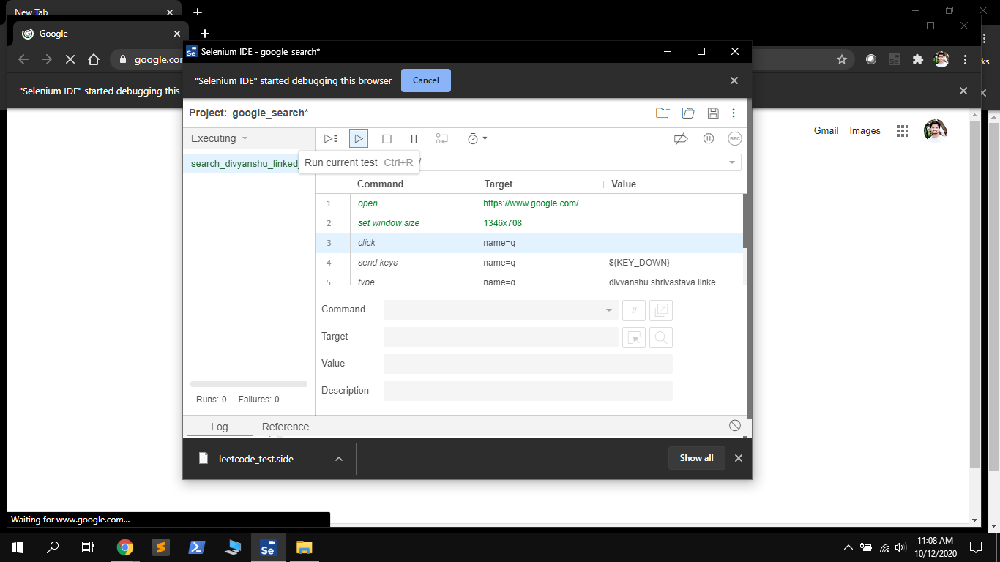 New Tab
Google
Selenium IDE - google_search*
google.co
"Selenium IDE" started debugging this
"Selenium IDE" started debugging this browser
Cancel
Project: google_search*
Gmail Images
Executing
REC
search_divyanshu_linked
Run current test Ctrl+R
/
Command Target Value
1 open https://www.google.com/
2 set window size 1346x708
3 click name=q
4 send keys name=q ${KEY_DOWN}
5 type name=q divyanshu shrivastava linke
Command
//
Target
Value
Description
Runs: 0 Failures: 0
Log Reference
leetcode_test.side
Show all
Waiting for www.google.com...
Se
11:08 AM
10/12/2020